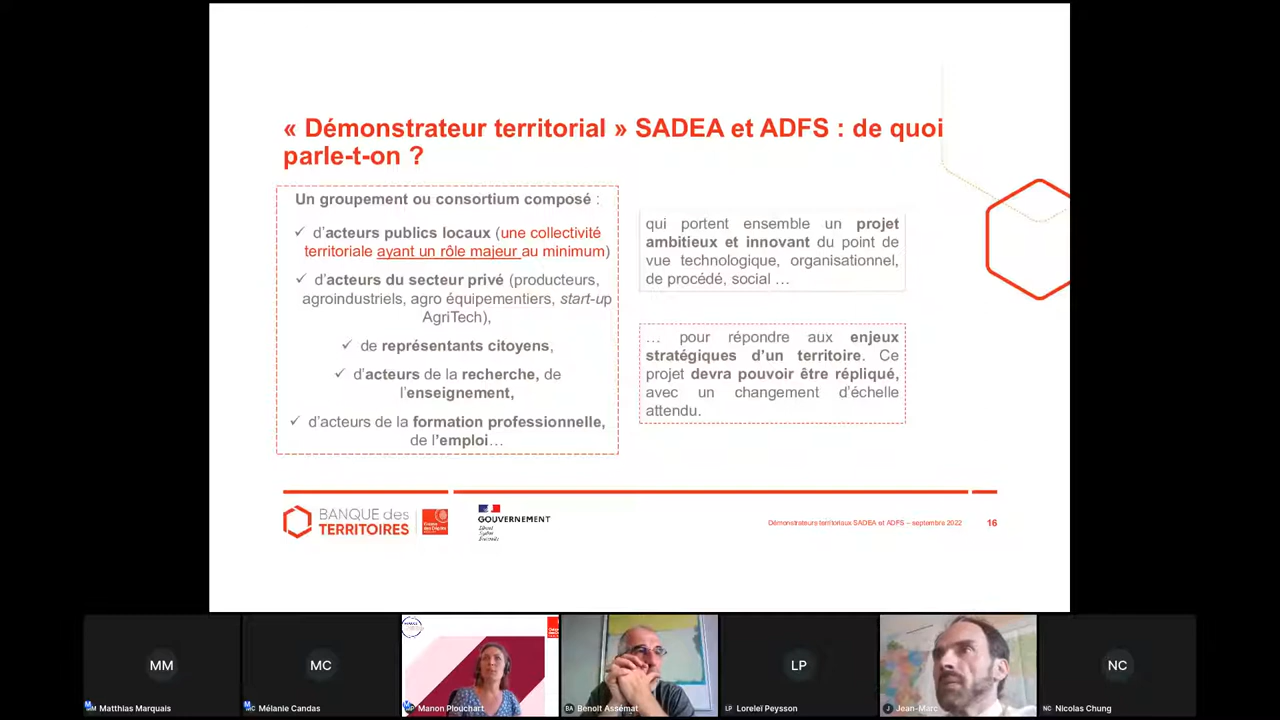 « Démonstrateur territorial » SADEA et ADFS : de quoi
parle-t-on ?
Un groupement ou consortium composé :
✓ d'acteurs publics locaux (une collectivité
territoriale ayant un rôle majeur au minimum)
✓ d'acteurs du secteur privé (producteurs,
agroindustriels, agro équipementiers, start-up
AgriTech),
✓ de représentants citoyens,
✓ d'acteurs de la recherche, de
l'enseignement,
✓ d'acteurs de la formation professionnelle,
de l'emploi…
qui portent ensemble un projet
ambitieux et innovant du point de
vue technologique, organisationnel,
de procédé, social …
… pour répondre aux enjeux
stratégiques d'un territoire. Ce
projet devra pouvoir être répliqué,
avec un changement d'échelle
attendu.
BANQUE des
TERRITOIRES
GOUVERNEMENT
Liberté
Égalité
Fraternité
Démonstrateurs territoriaux SADEA et ADFS – septembre 2022
16
MM
Matthias Marquais
MC
Mélanie Candas
Manon Plouchart
BA Benoit Assémat
LP
LP Loreleï Peysson
J Jean-Marc
NC
NC Nicolas Chung